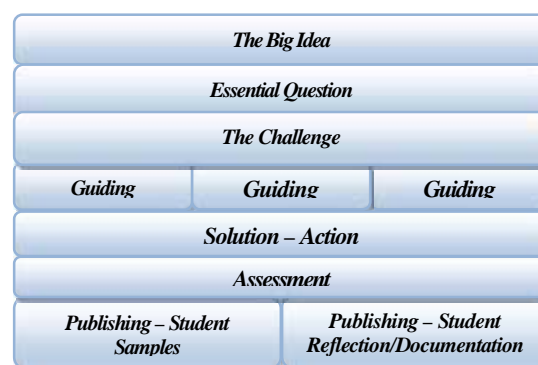 The Big Idea
Essential Question
The Challenge
Guiding Guiding Guiding
Solution – Action
Assessment
Publishing – Student
Samples
Publishing – Student
Reflection/Documentation